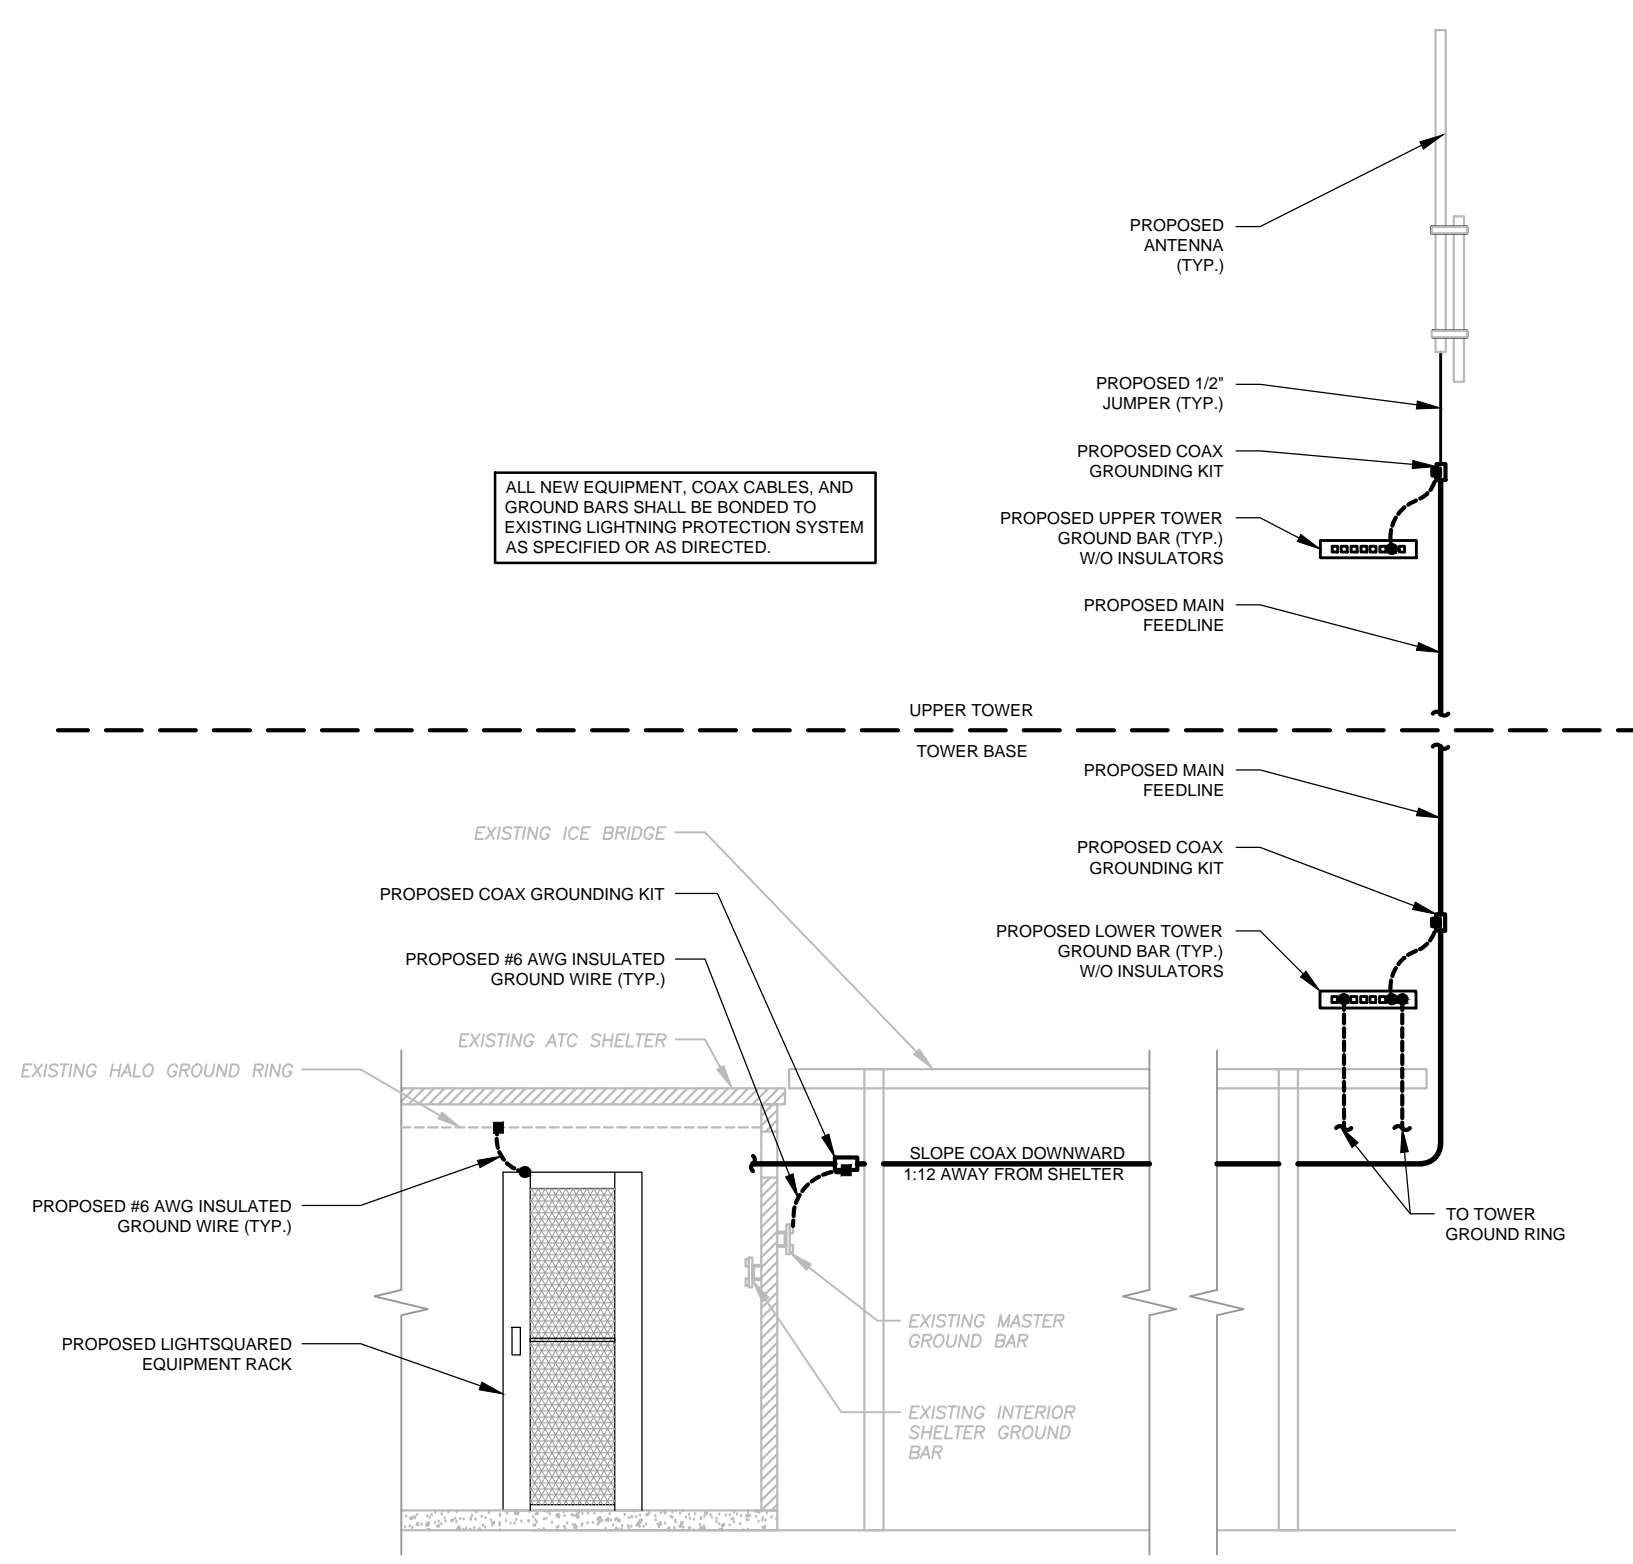 PROPOSED
ANTENNA
(TYP.)
PROPOSED 1/2"
JUMPER (TYP.)
PROPOSED COAX
GROUNDING KIT
ALL NEW EQUIPMENT, COAX CABLES, AND
GROUND BARS SHALL BE BONDED TO
EXISTING LIGHTNING PROTECTION SYSTEM
AS SPECIFIED OR AS DIRECTED.
PROPOSED UPPER TOWER
GROUND BAR (TYP.)
W/O INSULATORS
PROPOSED MAIN
FEEDLINE
UPPER TOWER
TOWER BASE
PROPOSED MAIN
FEEDLINE
EXISTING ICE BRIDGE
PROPOSED COAX
GROUNDING KIT
PROPOSED COAX GROUNDING KIT
PROPOSED LOWER TOWER
GROUND BAR (TYP.)
W/O INSULATORS
PROPOSED #6 AWG INSULATED
GROUND WIRE (TYP.)
EXISTING ATC SHELTER
EXISTING HALO GROUND RING
SLOPE COAX DOWNWARD
1:12 AWAY FROM SHELTER
PROPOSED #6 AWG INSULATED
GROUND WIRE (TYP.)
TO TOWER
GROUND RING
EXISTING MASTER
GROUND BAR
PROPOSED LIGHTSQUARED
EQUIPMENT RACK
EXISTING INTERIOR
SHELTER GROUND
BAR